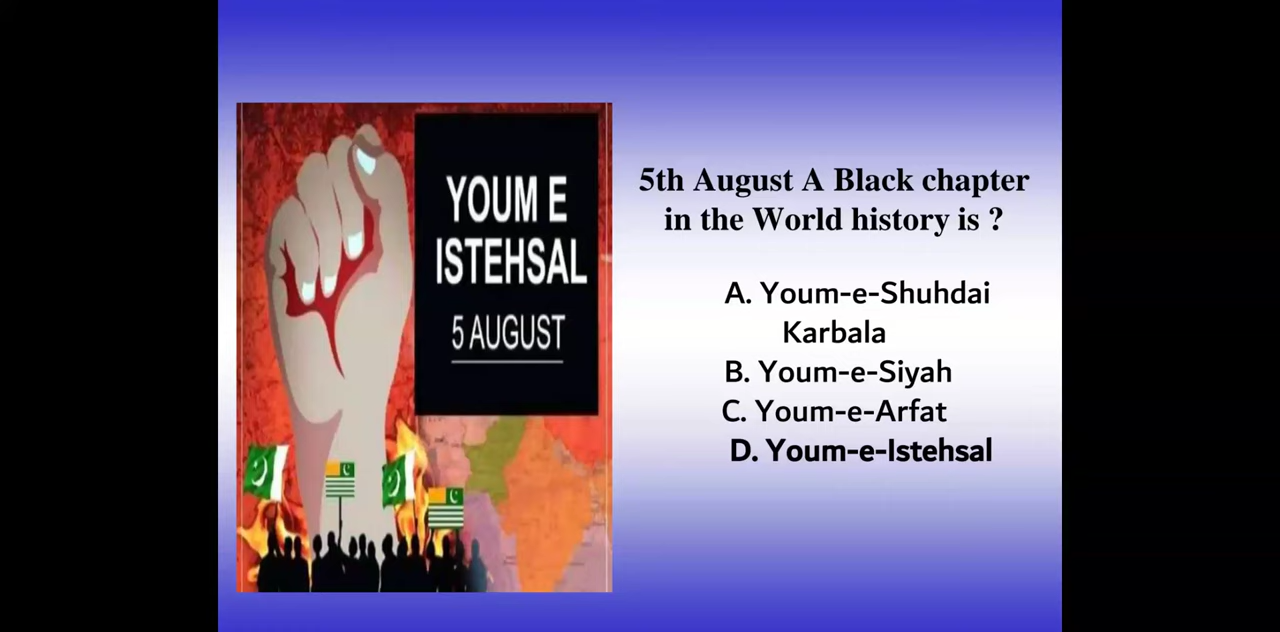 YOUM E
ISTEHSAL
5 AUGUST
5th August A Black chapter
in the World history is ?
A. Youm-e-Shuhdai
Karbala
B. Youm-e-Siyah
C. Youm-e-Arfat
D. Youm-e-Istehsal